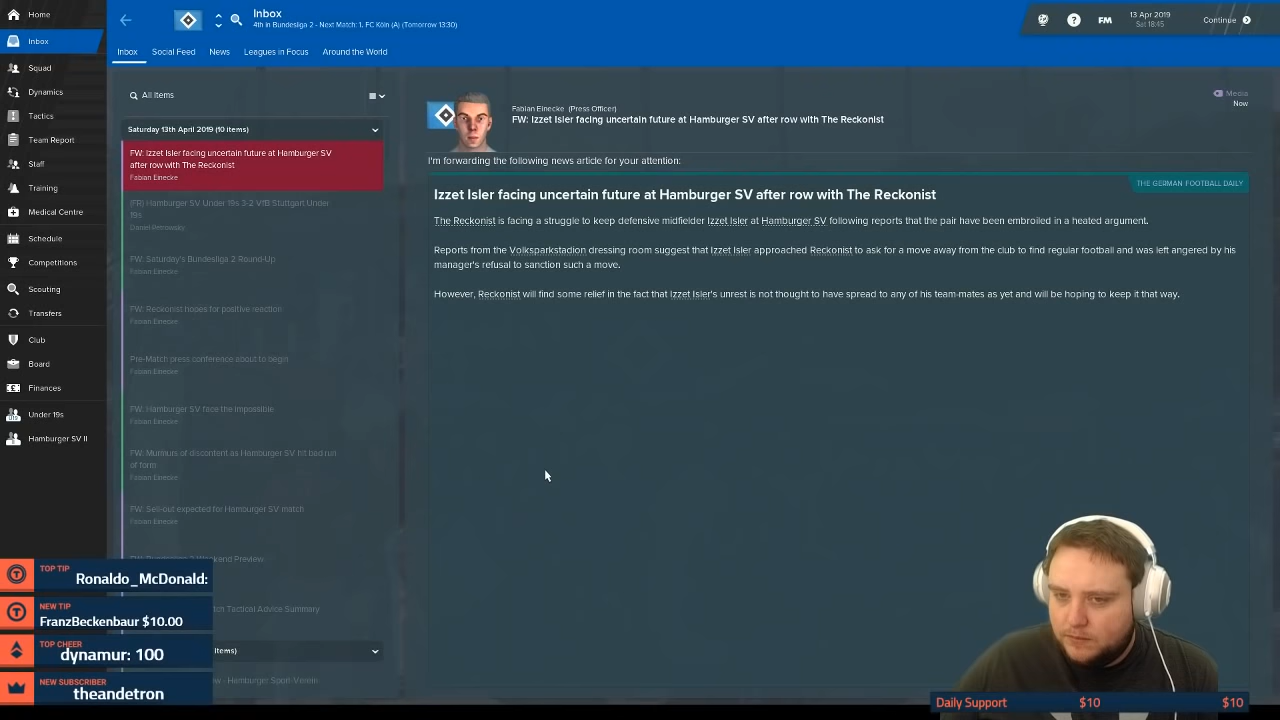 Home
Inbox
Squad
Dynamics
Tactics
Team Report
Staff
Training
Medical Centre
Schedule
Competitions
Scouting
Transfers
Club
Board
Finances
Under 19s
Hamburger SV II
Inbox
4th in Bundesliga 2 - Next Match: 1. FC Köln (A) (Tomorrow 13:30)
FM
13 Apr 2019
Sat 18:45
Continue
Inbox
Social Feed
News
Leagues in Focus
Around the World
All Items
Saturday 13th April 2019 (10 items)
FW: Izzet Isler facing uncertain future at Hamburger SV
after row with The Reckonist
Fabian Einecke
(FR) Hamburger SV Under 19s 3-2 VfB Stuttgart Under
19s
Daniel Petrowsky
FW: Saturday's Bundesliga 2 Round-Up
Fabian Einecke
FW: Reckonist hopes for positive reaction
Fabian Einecke
Pre-Match press conference about to begin
Fabian Einecke
FW: Hamburger SV face the impossible
Fabian Einecke
FW: Murmurs of discontent as Hamburger SV hit bad run
of form
Fabian Einecke
FW: Sell-out expected for Hamburger SV match
Fabian Einecke
FW: Bundesliga 2 Weekend Preview
tch Tactical Advice Summary
items)
- Hamburger Sport-Verein
Fabian Einecke (Press Officer)
FW: Izzet Isler facing uncertain future at Hamburger SV after row with The Reckonist
Media
Now
I'm forwarding the following news article for your attention:
THE GERMAN FOOTBALL DAILY
Izzet Isler facing uncertain future at Hamburger SV after row with The Reckonist
The Reckonist is facing a struggle to keep defensive midfielder Izzet Isler at Hamburger SV following reports that the pair have been embroiled in a heated argument.
Reports from the Volksparkstadion dressing room suggest that Izzet Isler approached Reckonist to ask for a move away from the club to find regular football and was left angered by his
manager's refusal to sanction such a move.
However, Reckonist will find some relief in the fact that Izzet Isler's unrest is not thought to have spread to any of his team-mates as yet and will be hoping to keep it that way.
TOP TIP
Ronaldo_McDonald:
NEW TIP
FranzBeckenbaur $10.00
TOP CHEER
dynamur: 100
NEW SUBSCRIBER
theandetron
Daily Support $10 $10